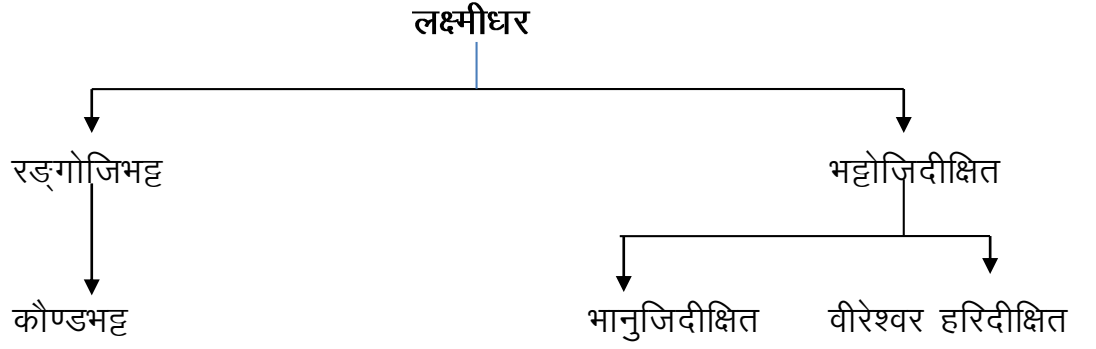 लक्ष्मीधर
रङ्गोजिभट्ट भट्टोजिदीक्षित
कौण्डभट्ट भानुजिदीक्षित वीरेश्वर हरिदीक्षित